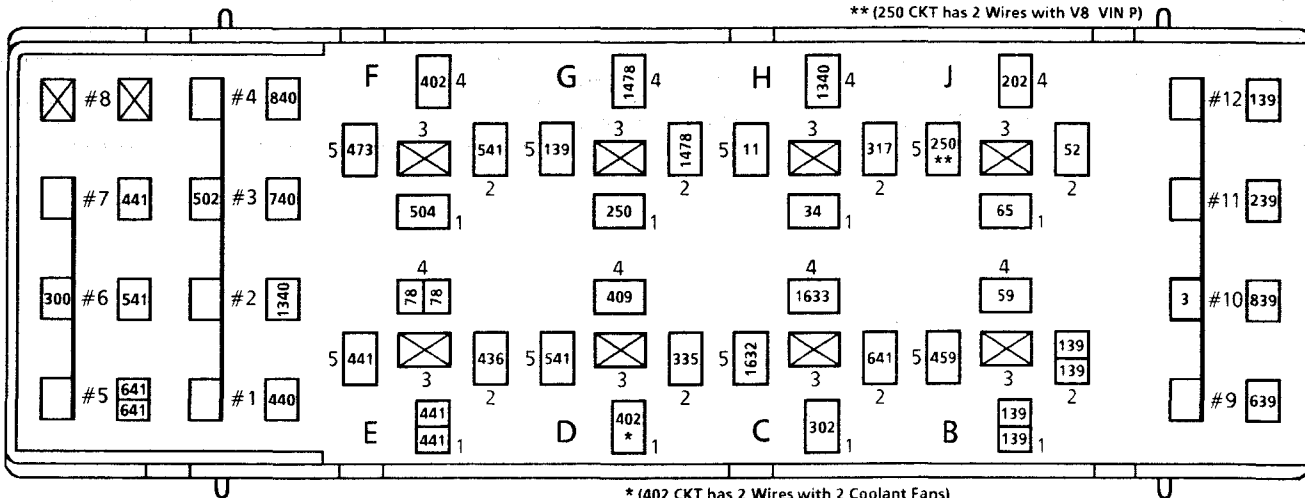 ** (250 CKT has 2 Wires with V8 VIN P)
F 402 4 G 1478 4 H 1340 4 J 202 4
#8 #4 840 #12 139
3 3 3 3
5 473 541 5 139 1478 5 11 317 5 250 ** 52
2 2 2 2
#7 441 502 #3 740 #11 239
504 1 250 1 34 1 65 1
4 4 4 4
300 #6 541 #2 1340 78 78 409 1633 59 3 #10 839
5 441 436 5 541 335 5 1632 641 5 459 139
139
3 2 3 2 3 2 3 2
#5 641 #1 440 #9 639
641
E 441 1 D 402 * 1 C 302 1 B 139 1
441 139
* (402 CKT has 2 Wires with 2 Coolant Fans)